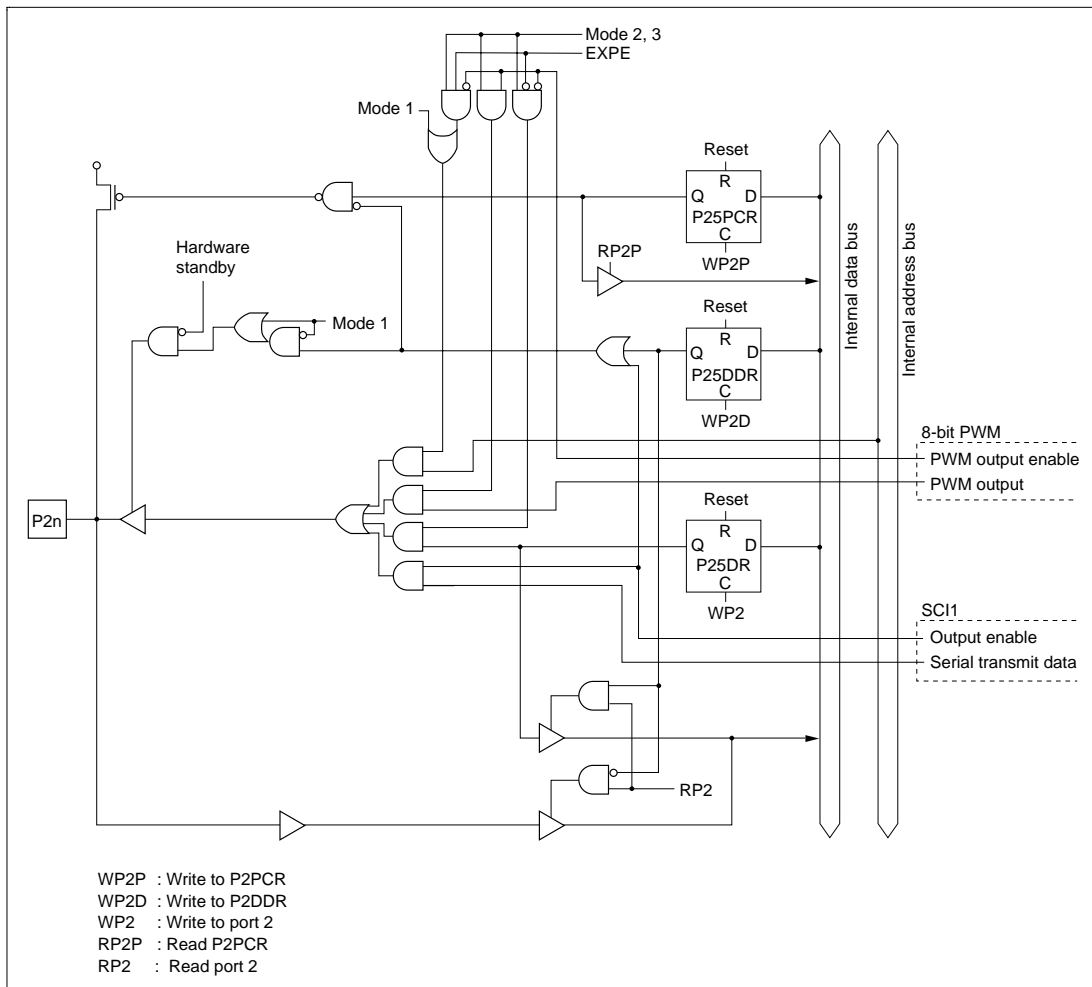 Mode 2, 3
EXPE
Mode 1
Reset
R
Q D
P25PCR
C
WP2P
Hardware
standby
RP2P
Internal data bus
Internal address bus
Mode 1
Reset
R
Q D
P25DDR
C
WP2D
8-bit PWM
PWM output enable
PWM output
P2n
Reset
R
Q D
P25DR
C
WP2
SCI1
Output enable
Serial transmit data
RP2
WP2P : Write to P2PCR
WP2D : Write to P2DDR
WP2 : Write to port 2
RP2P : Read P2PCR
RP2 : Read port 2